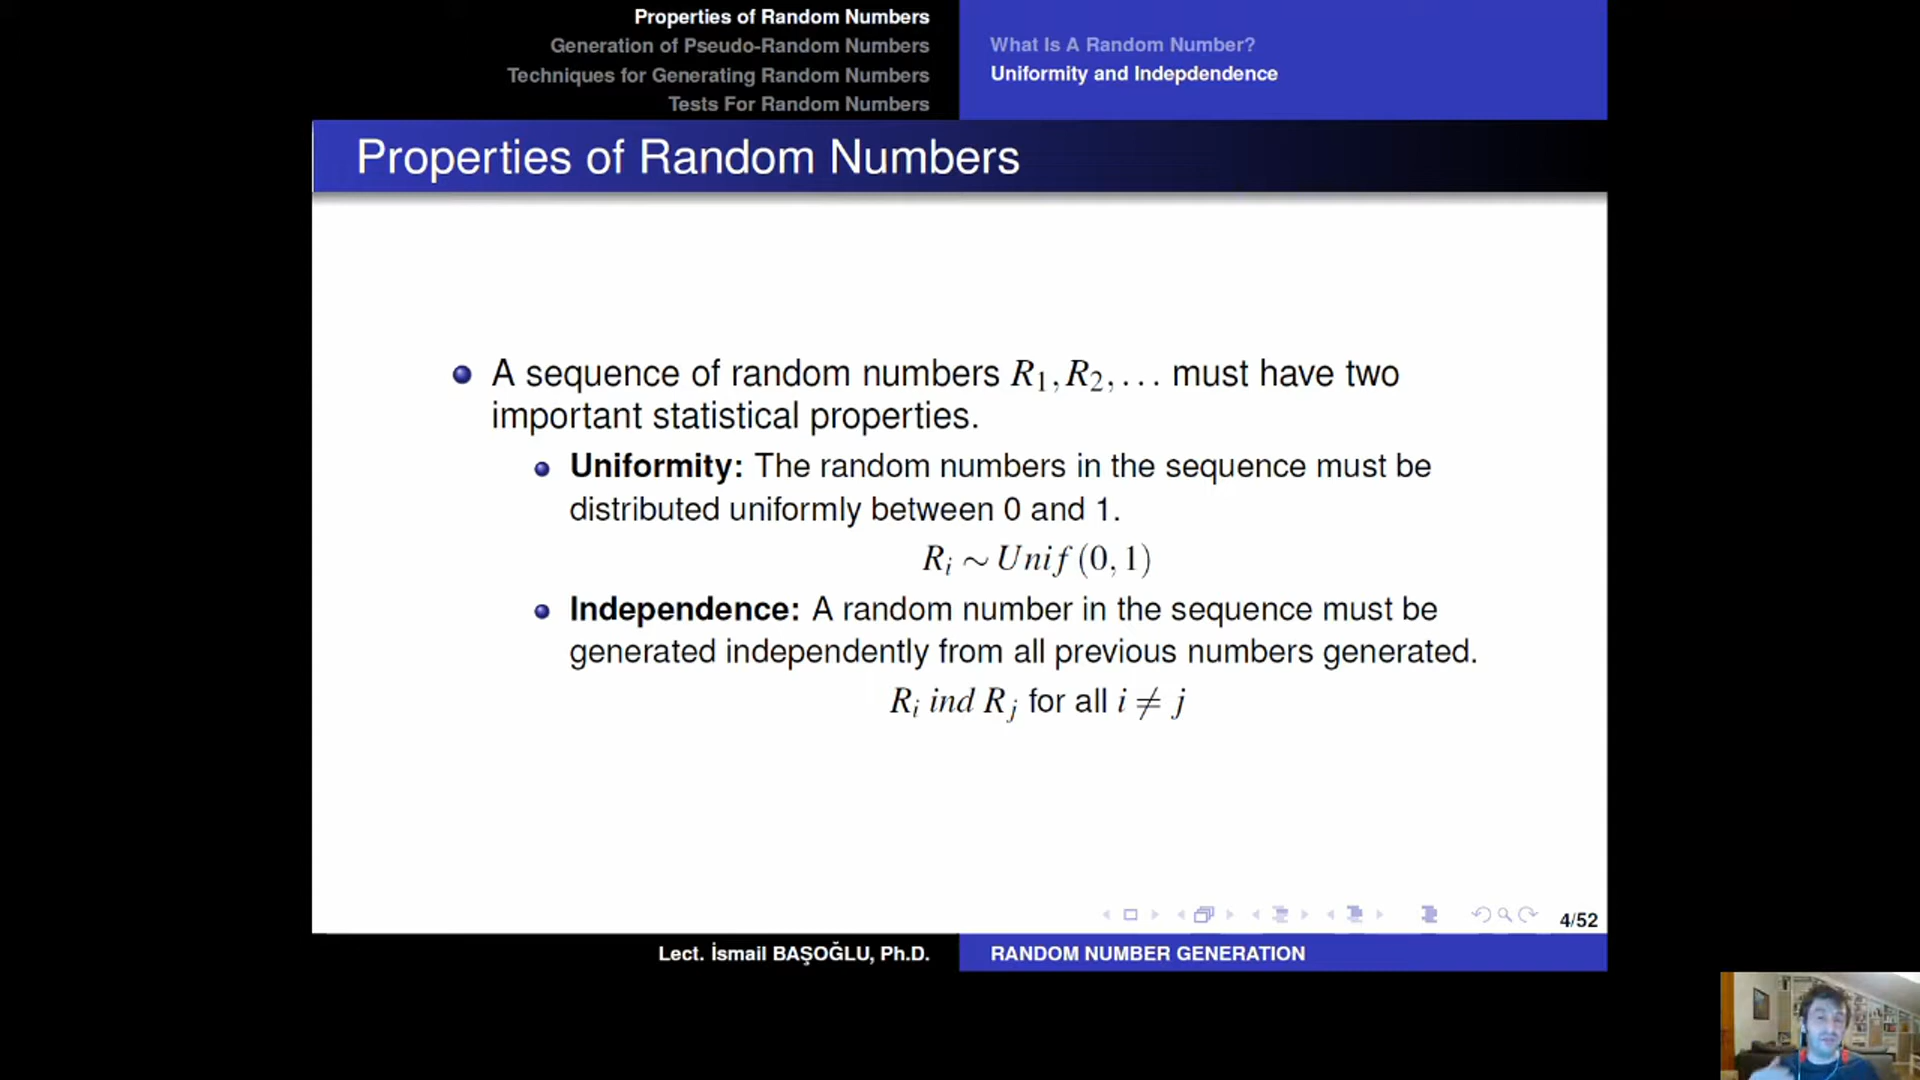 Properties of Random Numbers
Generation of Pseudo-Random Numbers
Techniques for Generating Random Numbers
Tests For Random Numbers
What Is A Random Number?
Uniformity and Indepdendence
Properties of Random Numbers
A sequence of random numbers R₁, R₂, . . . must have two
important statistical properties.
Uniformity: The random numbers in the sequence must be
distributed uniformly between 0 and 1.
Rᵢ ∼ Unif (0, 1)
Independence: A random number in the sequence must be
generated independently from all previous numbers generated.
Rᵢ ind Rⱼ for all i ≠ j
4/52
Lect. İsmail BAŞOĞLU, Ph.D.
RANDOM NUMBER GENERATION